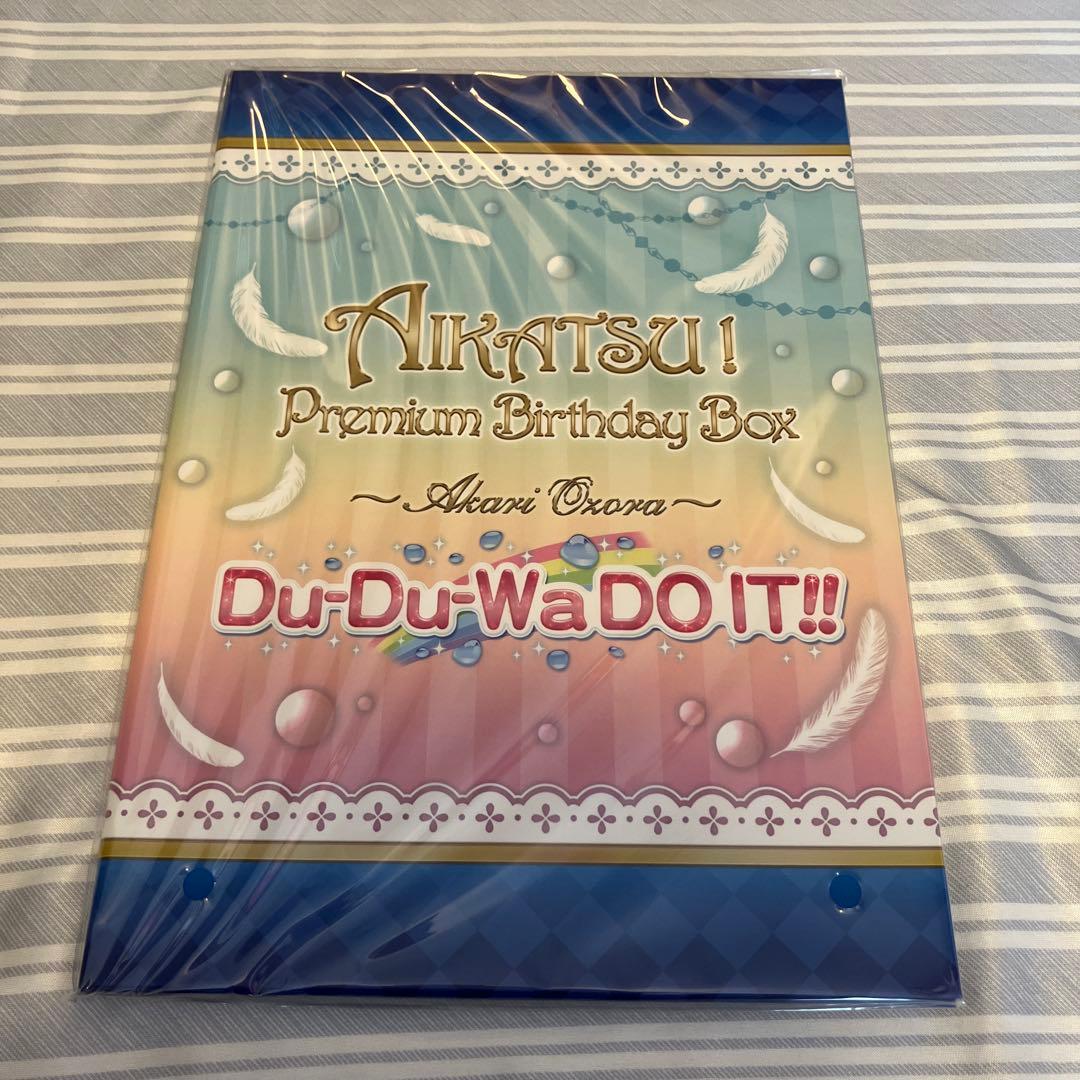 AIKATSU!
Premium Birthday Box
～Akari Ozora～
Du-Du-Wa DO IT!!